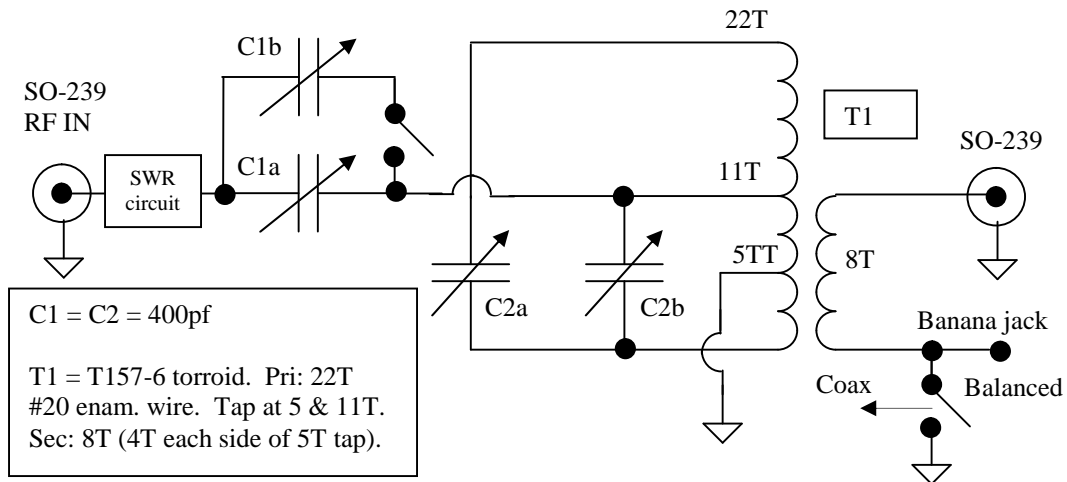 22T
C1b
SO-239
RF IN
T1
SO-239
C1a
11T
SWR
circuit
5TT
8T
C2a
C2b
C1 = C2 = 400pf
Banana jack
T1 = T157-6 torroid.  Pri: 22T
#20 enam. wire.  Tap at 5 & 11T.
Sec: 8T (4T each side of 5T tap).
Coax
Balanced